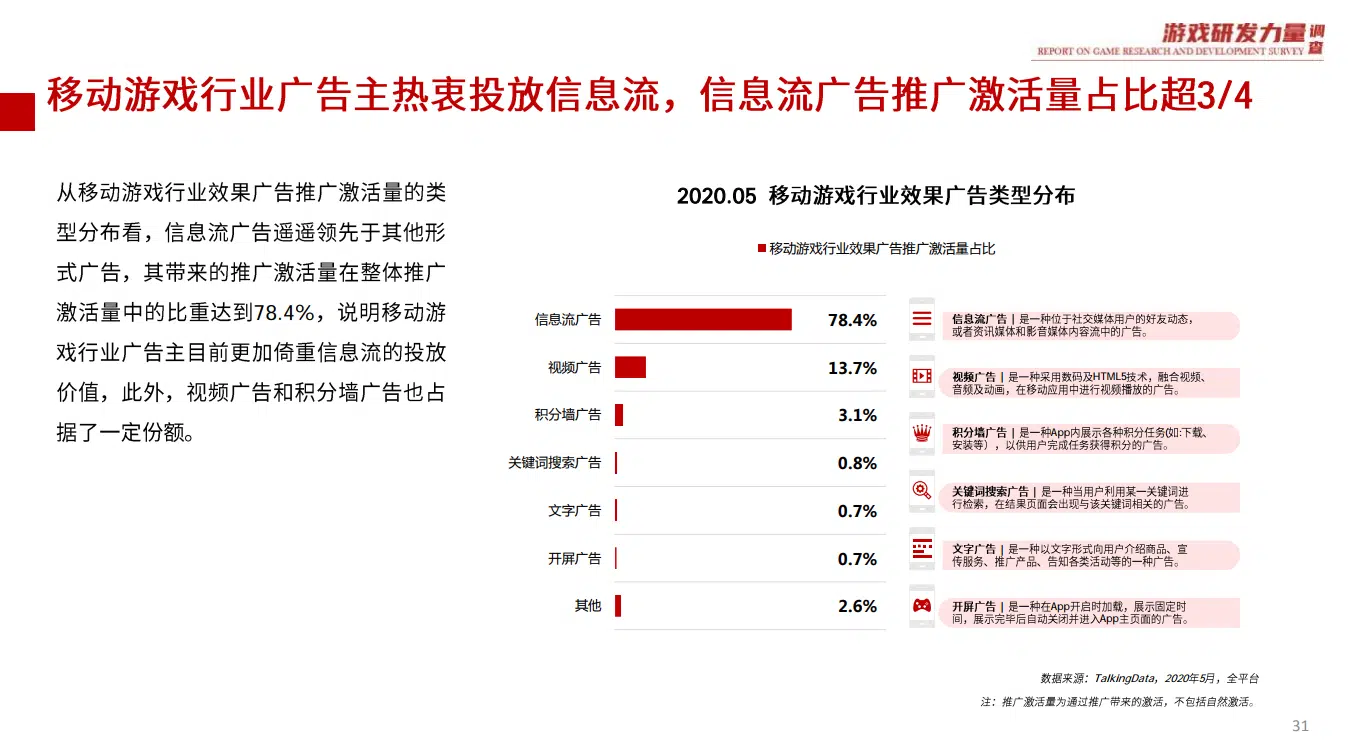 游戏研发力量调查
REPORT ON GAME RESEARCH AND DEVELOPMENT SURVEY
移动游戏行业广告主热衷投放信息流，信息流广告推广激活量占比超3/4
从移动游戏行业效果广告推广激活量的类
型分布看，信息流广告遥遥领先于其他形
式广告，其带来的推广激活量在整体推广
激活量中的比重达到78.4%，说明移动游
戏行业广告主目前更加倚重信息流的投放
价值，此外，视频广告和积分墙广告也占
据了一定份额。
2020.05 移动游戏行业效果广告类型分布
移动游戏行业效果广告推广激活量占比
信息流广告 78.4%
视频广告 13.7%
积分墙广告 3.1%
关键词搜索广告 0.8%
文字广告 0.7%
开屏广告 0.7%
其他 2.6%
信息流广告 | 是一种位于社交媒体用户的好友动态，
或者资讯媒体和影音媒体内容流中的广告。
视频广告 | 是一种采用数码及HTML5技术，融合视频、
音频及动画，在移动应用中进行视频播放的广告。
积分墙广告 | 是一种App内展示各种积分任务(如:下载、
安装等），以供用户完成任务获得积分的广告。
关键词搜索广告 | 是一种当用户利用某一关键词进
行检索，在结果页面会出现与该关键词相关的广告。
文字广告 | 是一种以文字形式向用户介绍商品、宣
传服务、推广产品、告知各类活动等的一种广告。
开屏广告 | 是一种在App开启时加载，展示固定时
间，展示完毕后自动关闭并进入App主页面的广告。
数据来源：TalkingData，2020年5月，全平台
注：推广激活量为通过推广带来的激活，不包括自然激活。
31